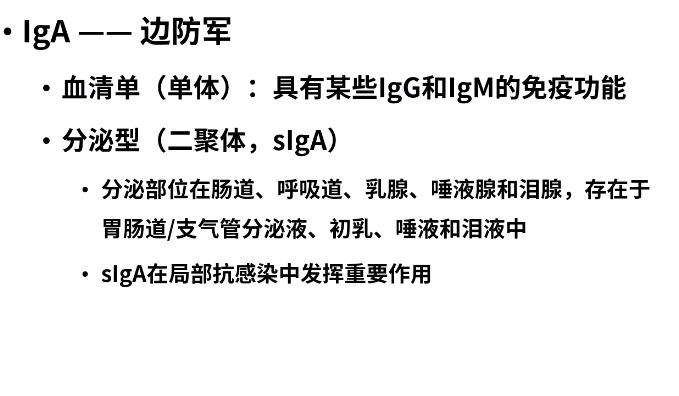 • IgA —— 边防军
• 血清单（单体）：具有某些IgG和IgM的免疫功能
• 分泌型（二聚体，sIgA）
• 分泌部位在肠道、呼吸道、乳腺、唾液腺和泪腺，存在于
胃肠道/支气管分泌液、初乳、唾液和泪液中
• sIgA在局部抗感染中发挥重要作用